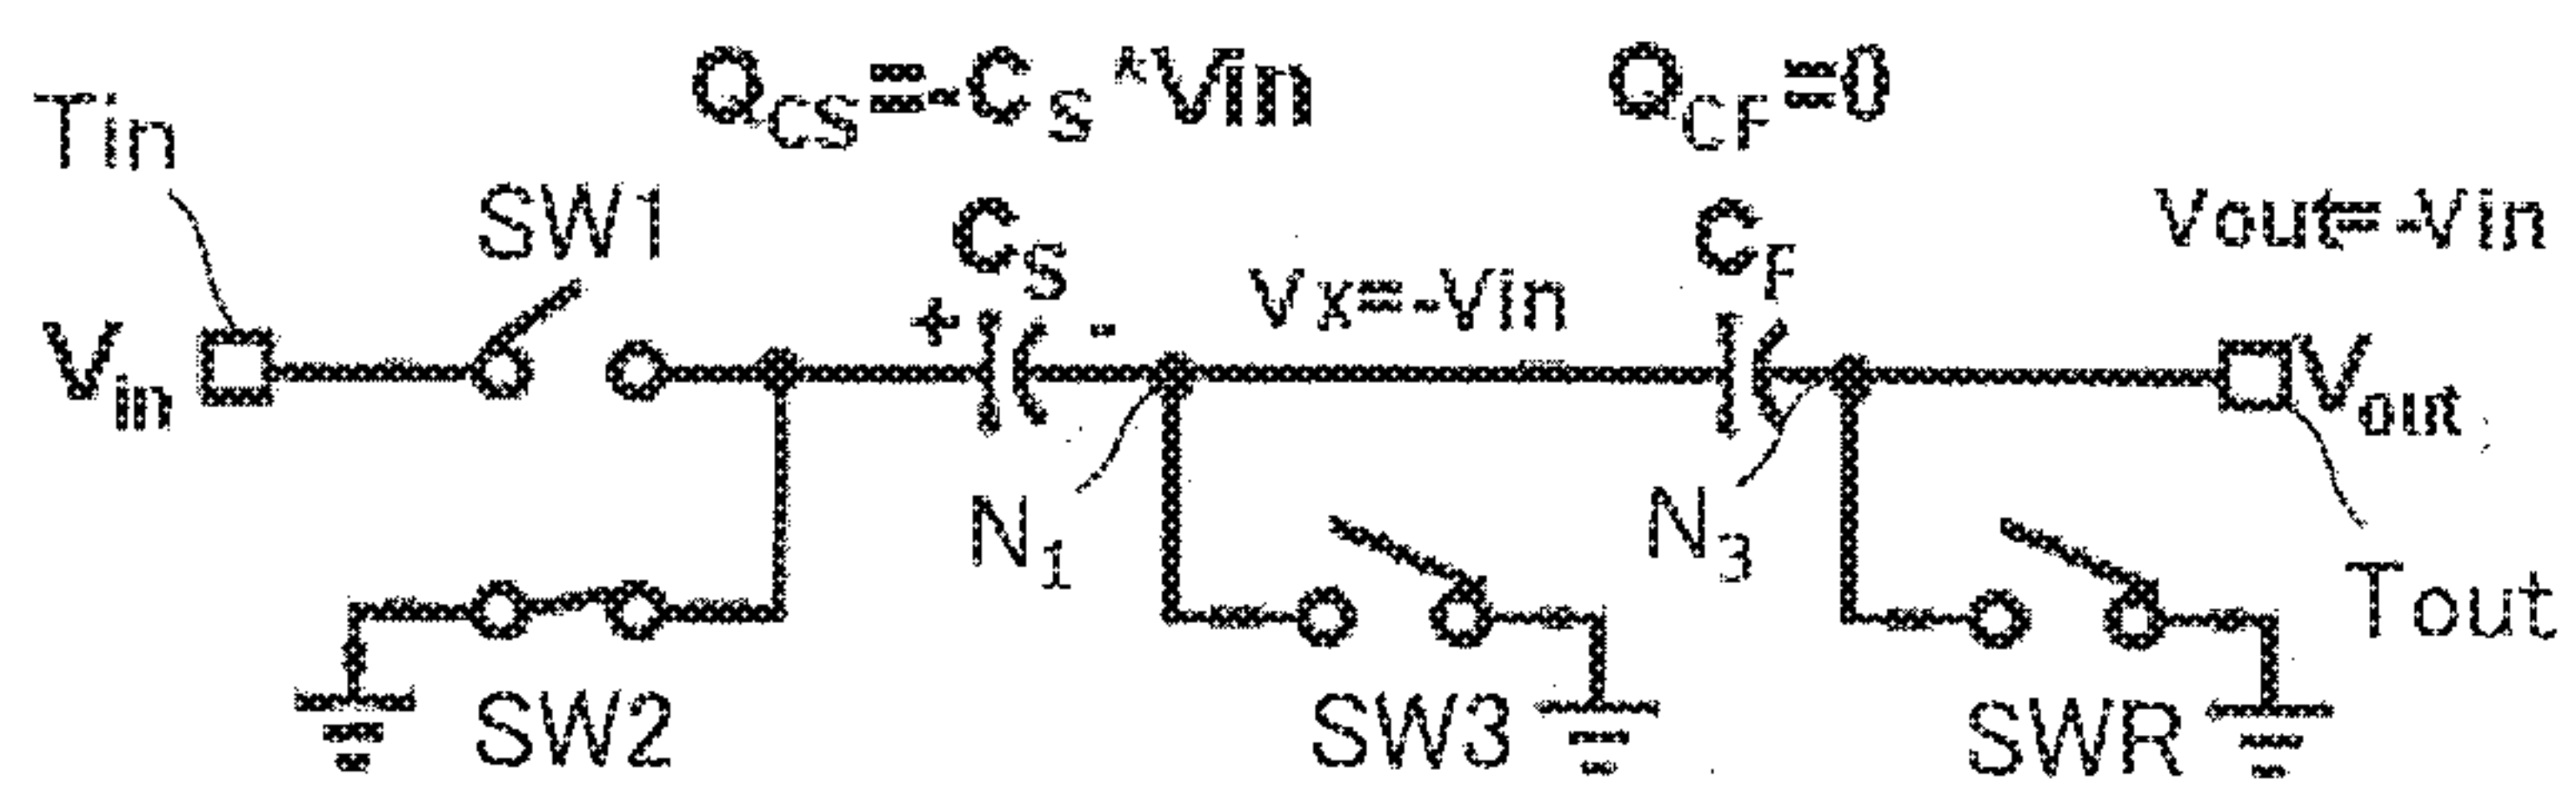 Q_CS=-C_S*Vin
Q_CF=0
Tin
SW1
C_S
C_F
Vout=-Vin
+
-
Vx=-Vin
V_in
V_out
N_1
N_3
Tout
SW2
SW3
SWR